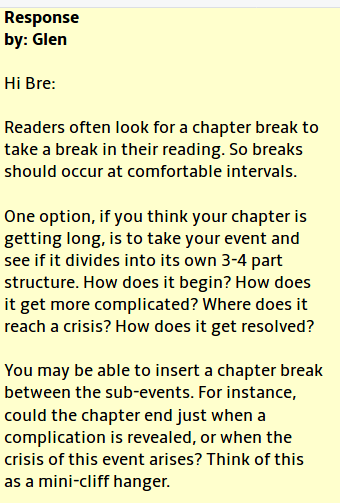 Response
by: Glen
Hi Bre:
Readers often look for a chapter break to
take a break in their reading. So breaks
should occur at comfortable intervals.
One option, if you think your chapter is
getting long, is to take your event and
see if it divides into its own 3-4 part
structure. How does it begin? How does
it get more complicated? Where does it
reach a crisis? How does it get resolved?
You may be able to insert a chapter break
between the sub-events. For instance,
could the chapter end just when a
complication is revealed, or when the
crisis of this event arises? Think of this
as a mini-cliff hanger.